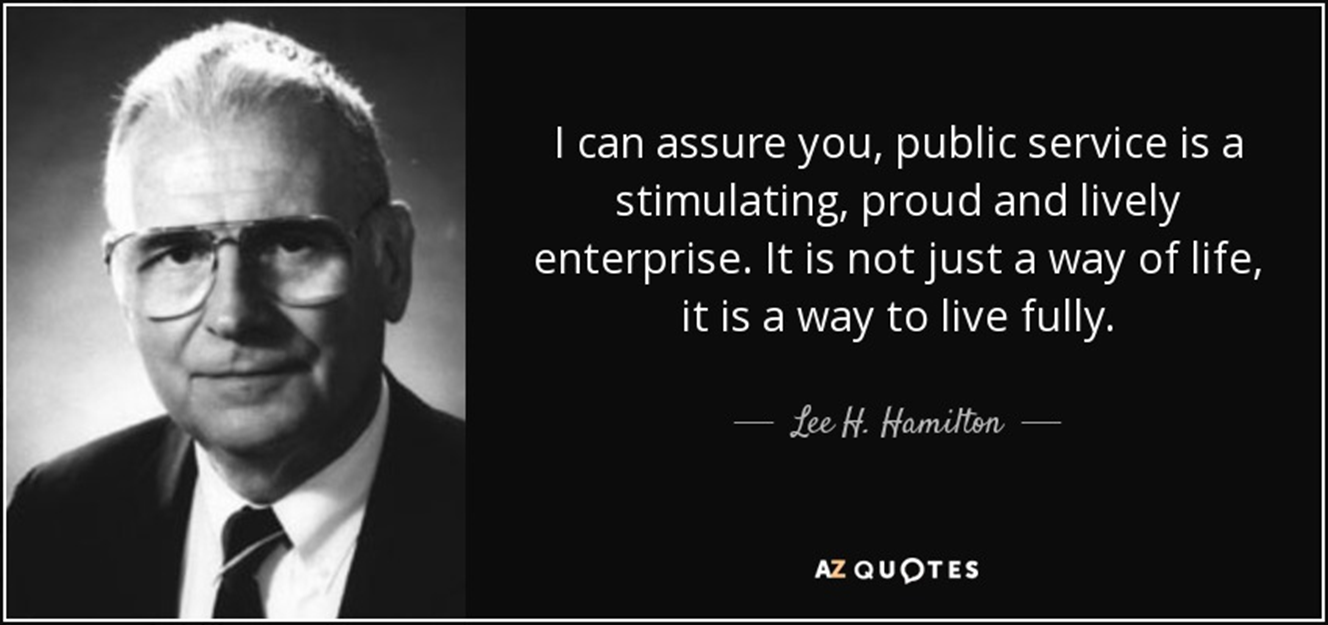 I can assure you, public service is a
stimulating, proud and lively
enterprise. It is not just a way of life,
it is a way to live fully.
Lee H. Hamilton
AZ QUOTES